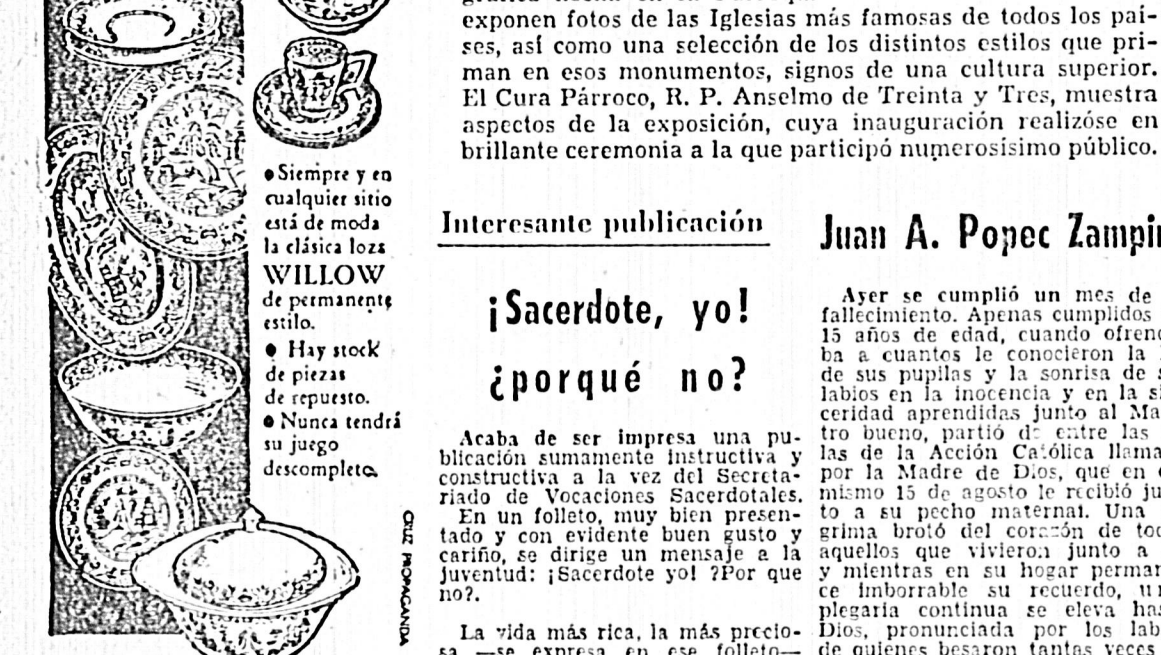 exponen fotos de las Iglesias más famosas de todos los paí-
ses, así como una selección de los distintos estilos que pri-
man en esos monumentos, signos de una cultura superior.
El Cura Párroco, R. P. Anselmo de Treinta y Tres, muestra
aspectos de la exposición, cuya inauguración realizóse en
brillante ceremonia a la que participó numerosisimo público.
• Siempre y en
cualquier sitio
está de moda
la clásica loza
WILLOW
de permanente
estilo.
• Hay stock
de piezas
de repuesto.
• Nunca tendrá
su juego
descompleto.
CRUZ PROPAGANDA
Interesante publicación
¡Sacerdote, yo!
¿porqué no?
Acaba de ser impresa una pu-
blicación sumamente instructiva y
constructiva a la vez del Secreta-
riado de Vocaciones Sacerdotales.
En un folleto, muy bien presen-
tado y con evidente buen gusto y
cariño, se dirige un mensaje a la
juventud: ¡Sacerdote yo! ?Por que
no?.
La vida más rica, la más precio-
sa —se expresa en ese folleto—
Juan A. Popec
Ayer se cumplió un mes de
fallecimiento. Apenas cumplidos
15 años de edad, cuando
ba a cuantos le conocieron la
de sus pupilas y la sonrisa de
labios en la inocencia y en la
ceridad aprendidas junto al
tro bueno, partió de entre las
las de la Acción Católica
por la Madre de Dios, que en
mismo 15 de agosto le recibió
to a su pecho maternal. Una
grima brotó del corazón de
aquellos que vivieron junto a
y mientras en su hogar
ce imborrable su recuerdo,
plegaria continua se eleva
Dios, pronunciada por los
de quienes besaron tantas veces